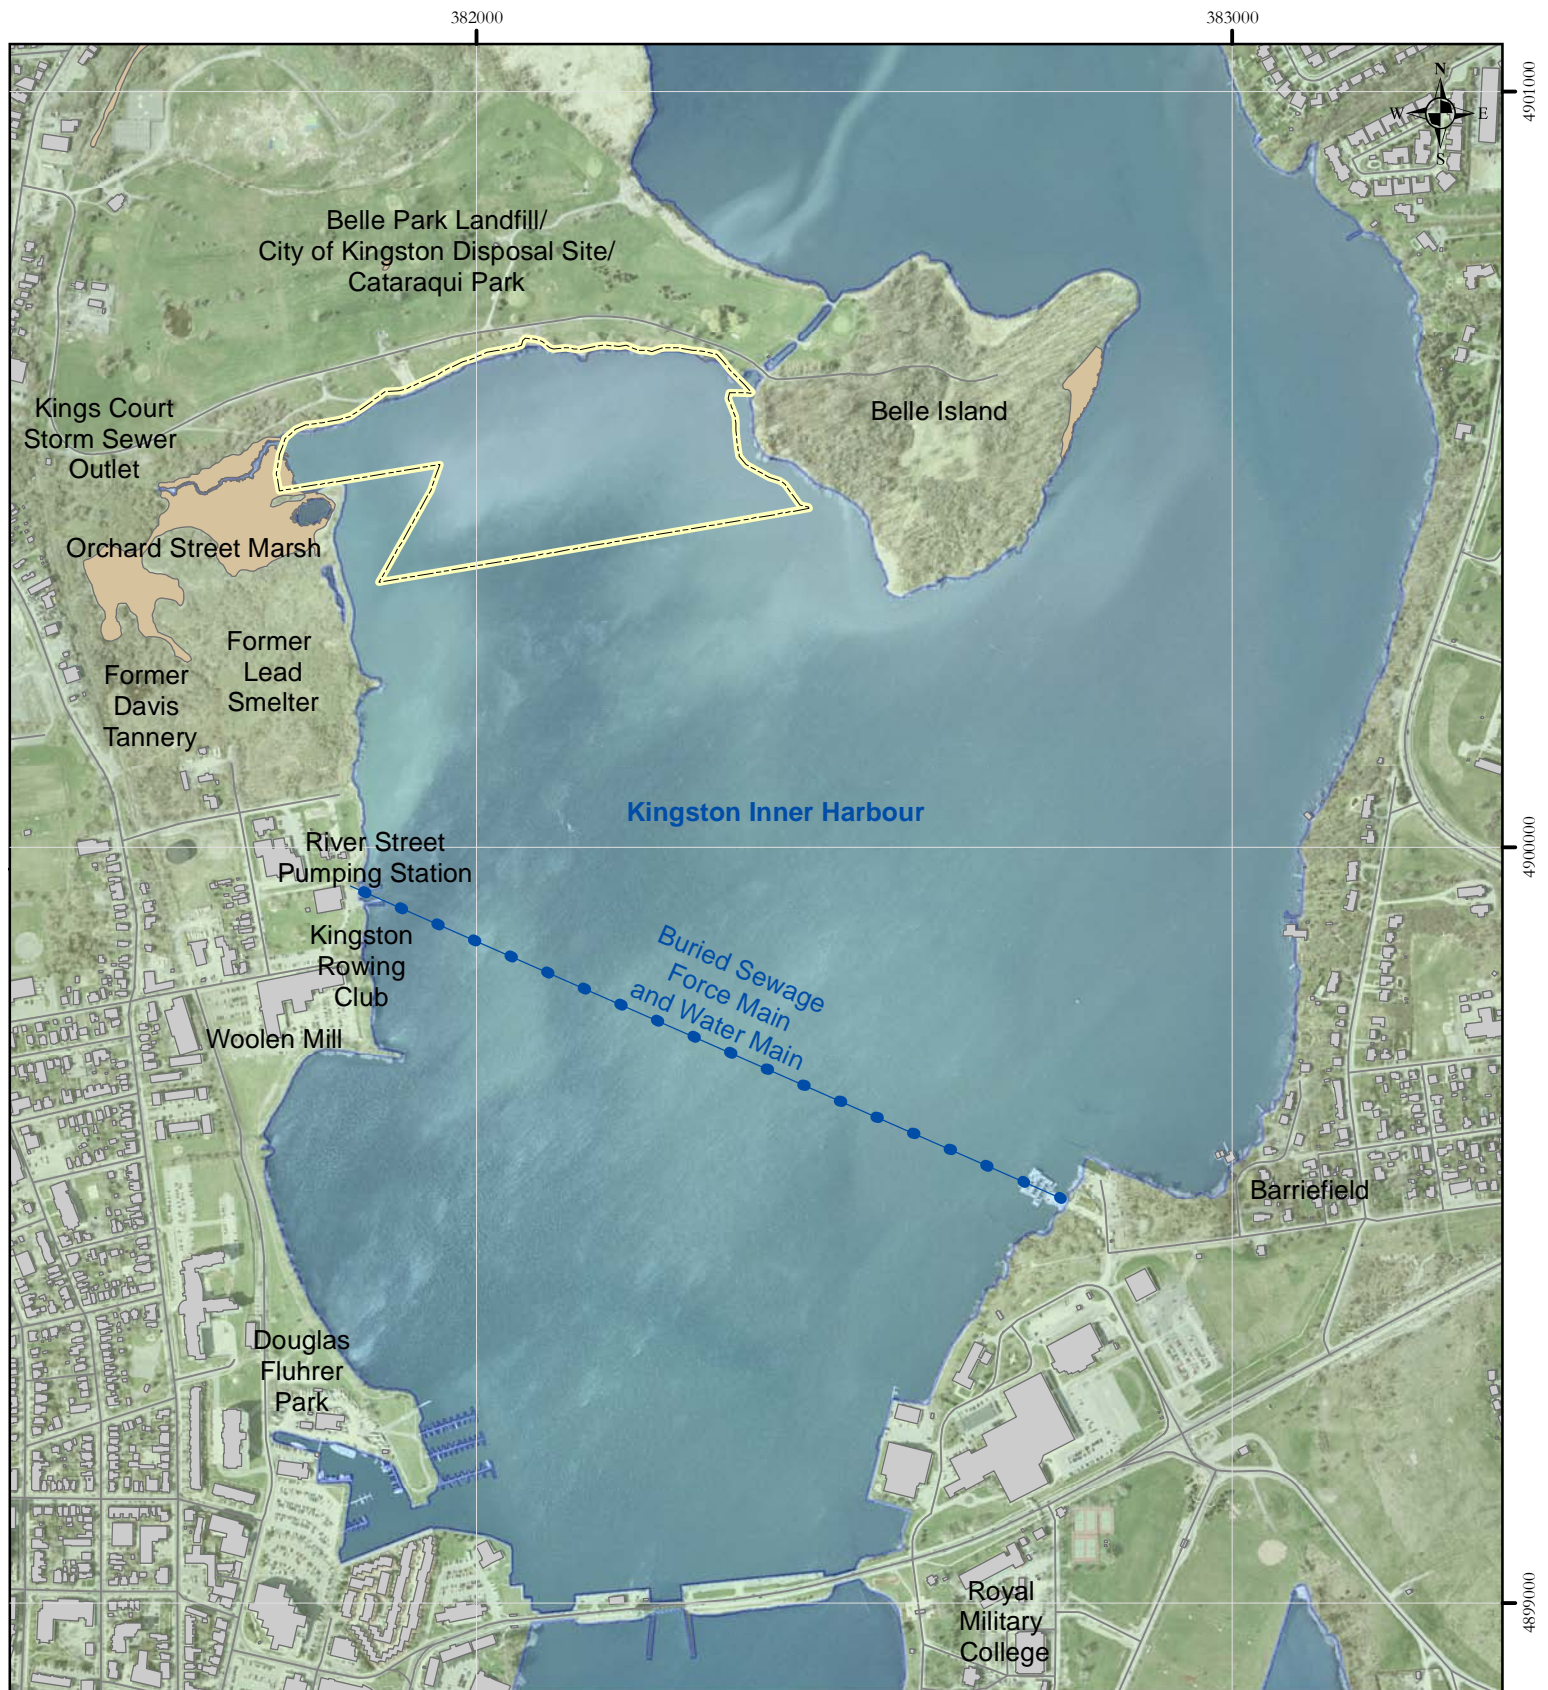 382000
383000
4901000
N
W
E
S
Belle Park Landfill/
City of Kingston Disposal Site/
Cataraqui Park
Kings Court
Storm Sewer
Outlet
Belle Island
Orchard Street Marsh
Former
Lead
Smelter
Former
Davis
Tannery
Kingston Inner Harbour
River Street
Pumping Station
4900000
Kingston
Rowing
Club
Buried Sewage
Force Main
and Water Main
Woolen Mill
Barriefield
Douglas
Fluhrer
Park
Royal
Military
College
4899000